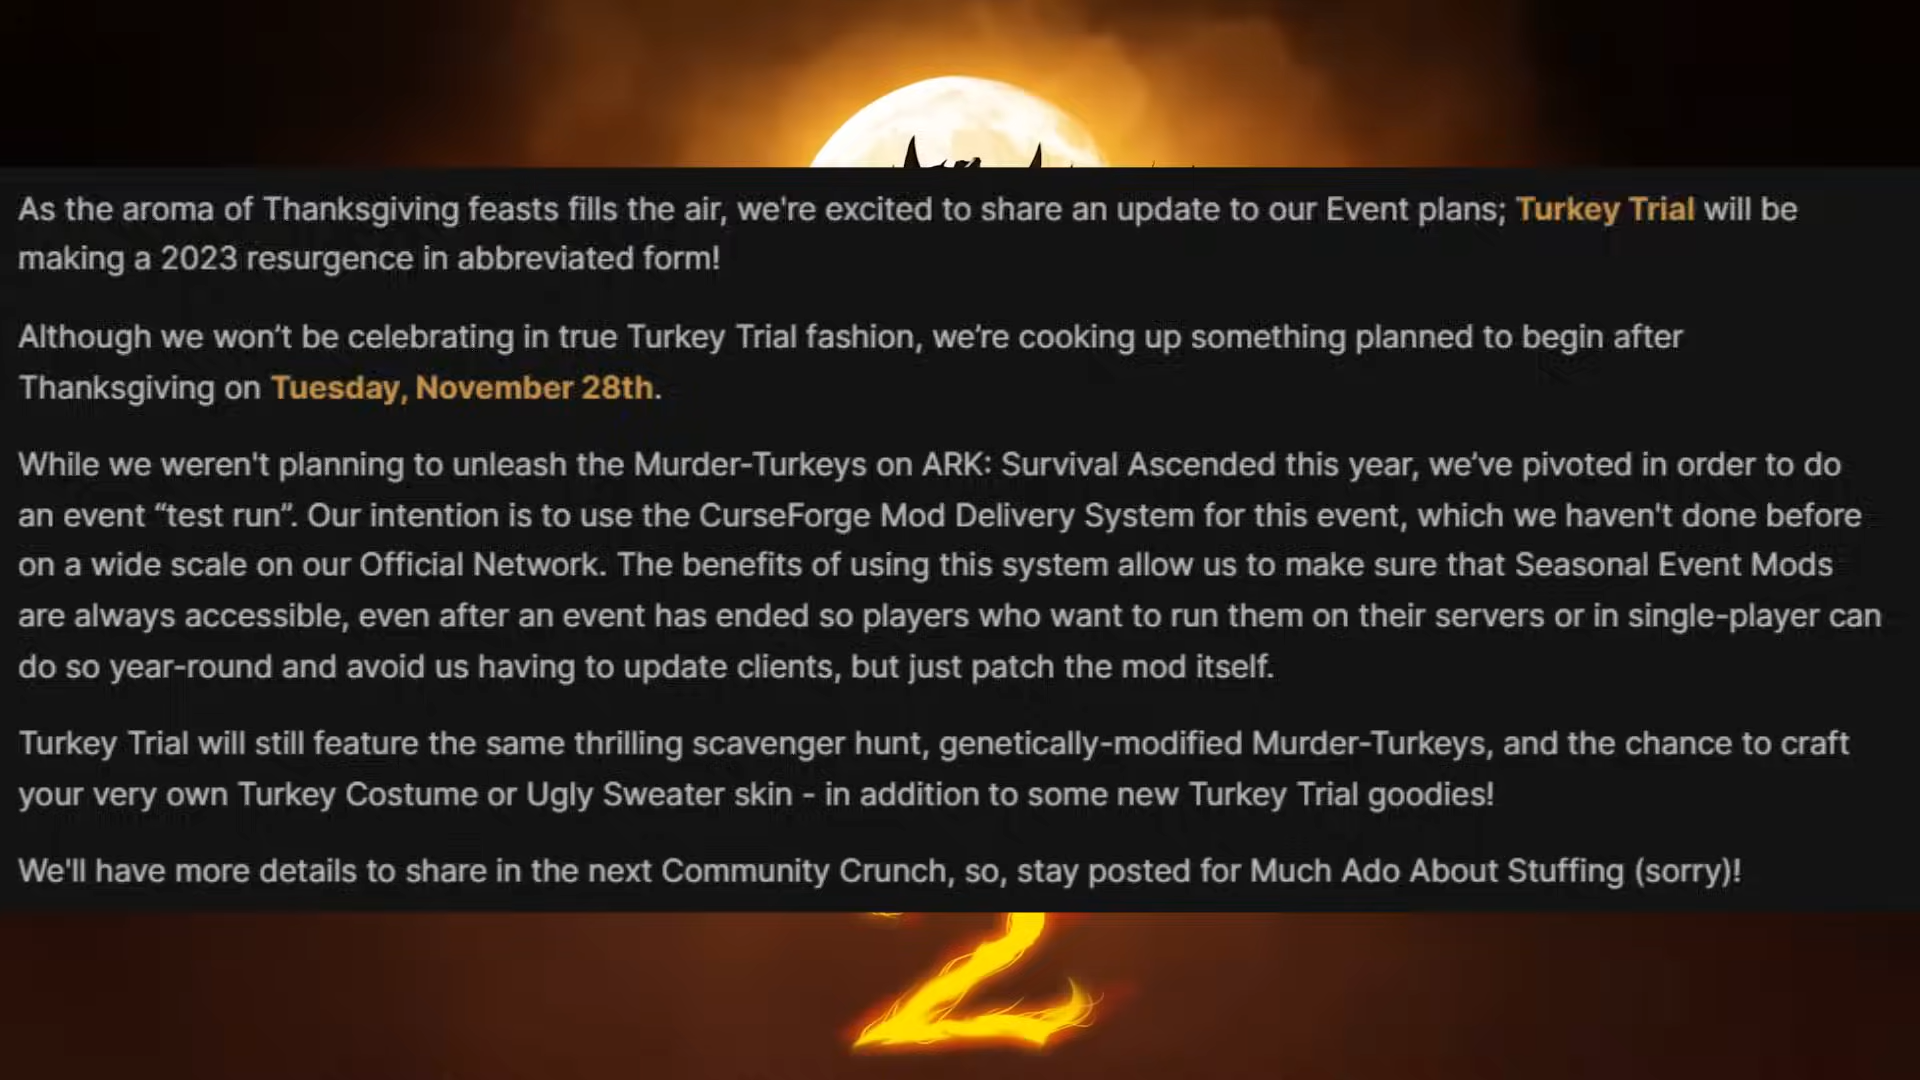 As the aroma of Thanksgiving feasts fills the air, we're excited to share an update to our Event plans; Turkey Trial will be
making a 2023 resurgence in abbreviated form!
Although we won’t be celebrating in true Turkey Trial fashion, we’re cooking up something planned to begin after
Thanksgiving on Tuesday, November 28th.
While we weren't planning to unleash the Murder-Turkeys on ARK: Survival Ascended this year, we’ve pivoted in order to do
an event “test run”. Our intention is to use the CurseForge Mod Delivery System for this event, which we haven't done before
on a wide scale on our Official Network. The benefits of using this system allow us to make sure that Seasonal Event Mods
are always accessible, even after an event has ended so players who want to run them on their servers or in single-player can
do so year-round and avoid us having to update clients, but just patch the mod itself.
Turkey Trial will still feature the same thrilling scavenger hunt, genetically-modified Murder-Turkeys, and the chance to craft
your very own Turkey Costume or Ugly Sweater skin - in addition to some new Turkey Trial goodies!
We'll have more details to share in the next Community Crunch, so, stay posted for Much Ado About Stuffing (sorry)!
2